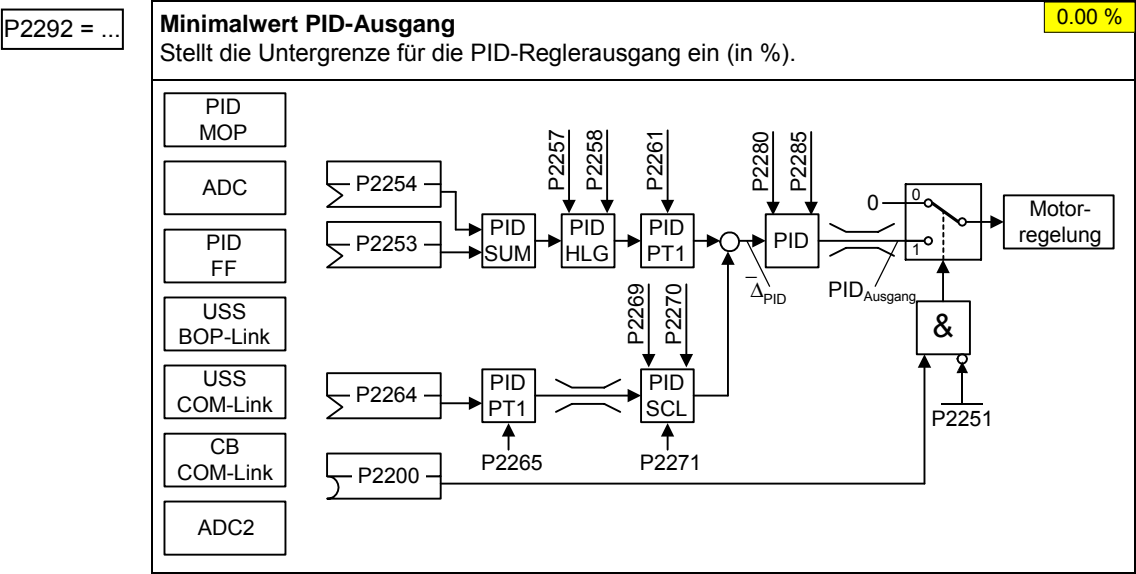 P2292 = ...
Minimalwert PID-Ausgang
0.00 %
Stellt die Untergrenze für die PID-Reglerausgang ein (in %).
PID
MOP
ADC
PID
FF
USS
BOP-Link
USS
COM-Link
CB
COM-Link
ADC2
P2254
P2253
PID
SUM
P2257
P2258
PID
HLG
P2261
PID
PT1
P2280
P2285
PID
ΔPID
PIDAusgang
0
0
1
Motor-
regelung
&
P2251
P2269
P2270
P2264
PID
PT1
P2265
PID
SCL
P2271
P2200